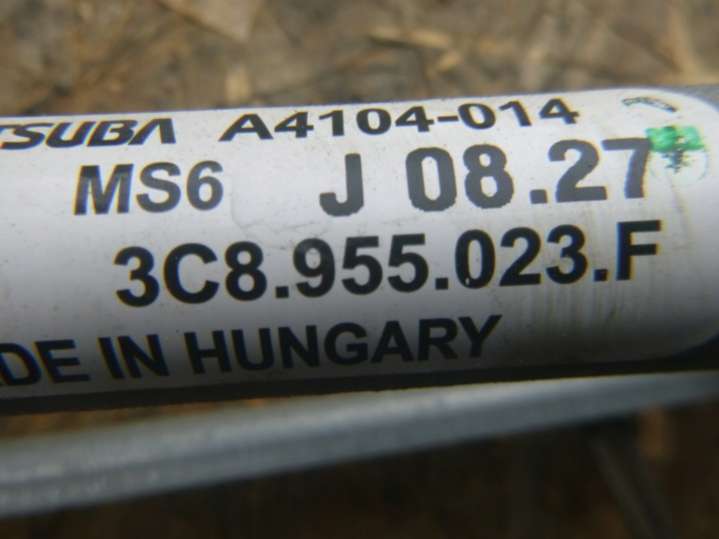 TSUBA A4104-014
MS6 J 08.27
3C8.955.023.F
DE IN HUNGARY